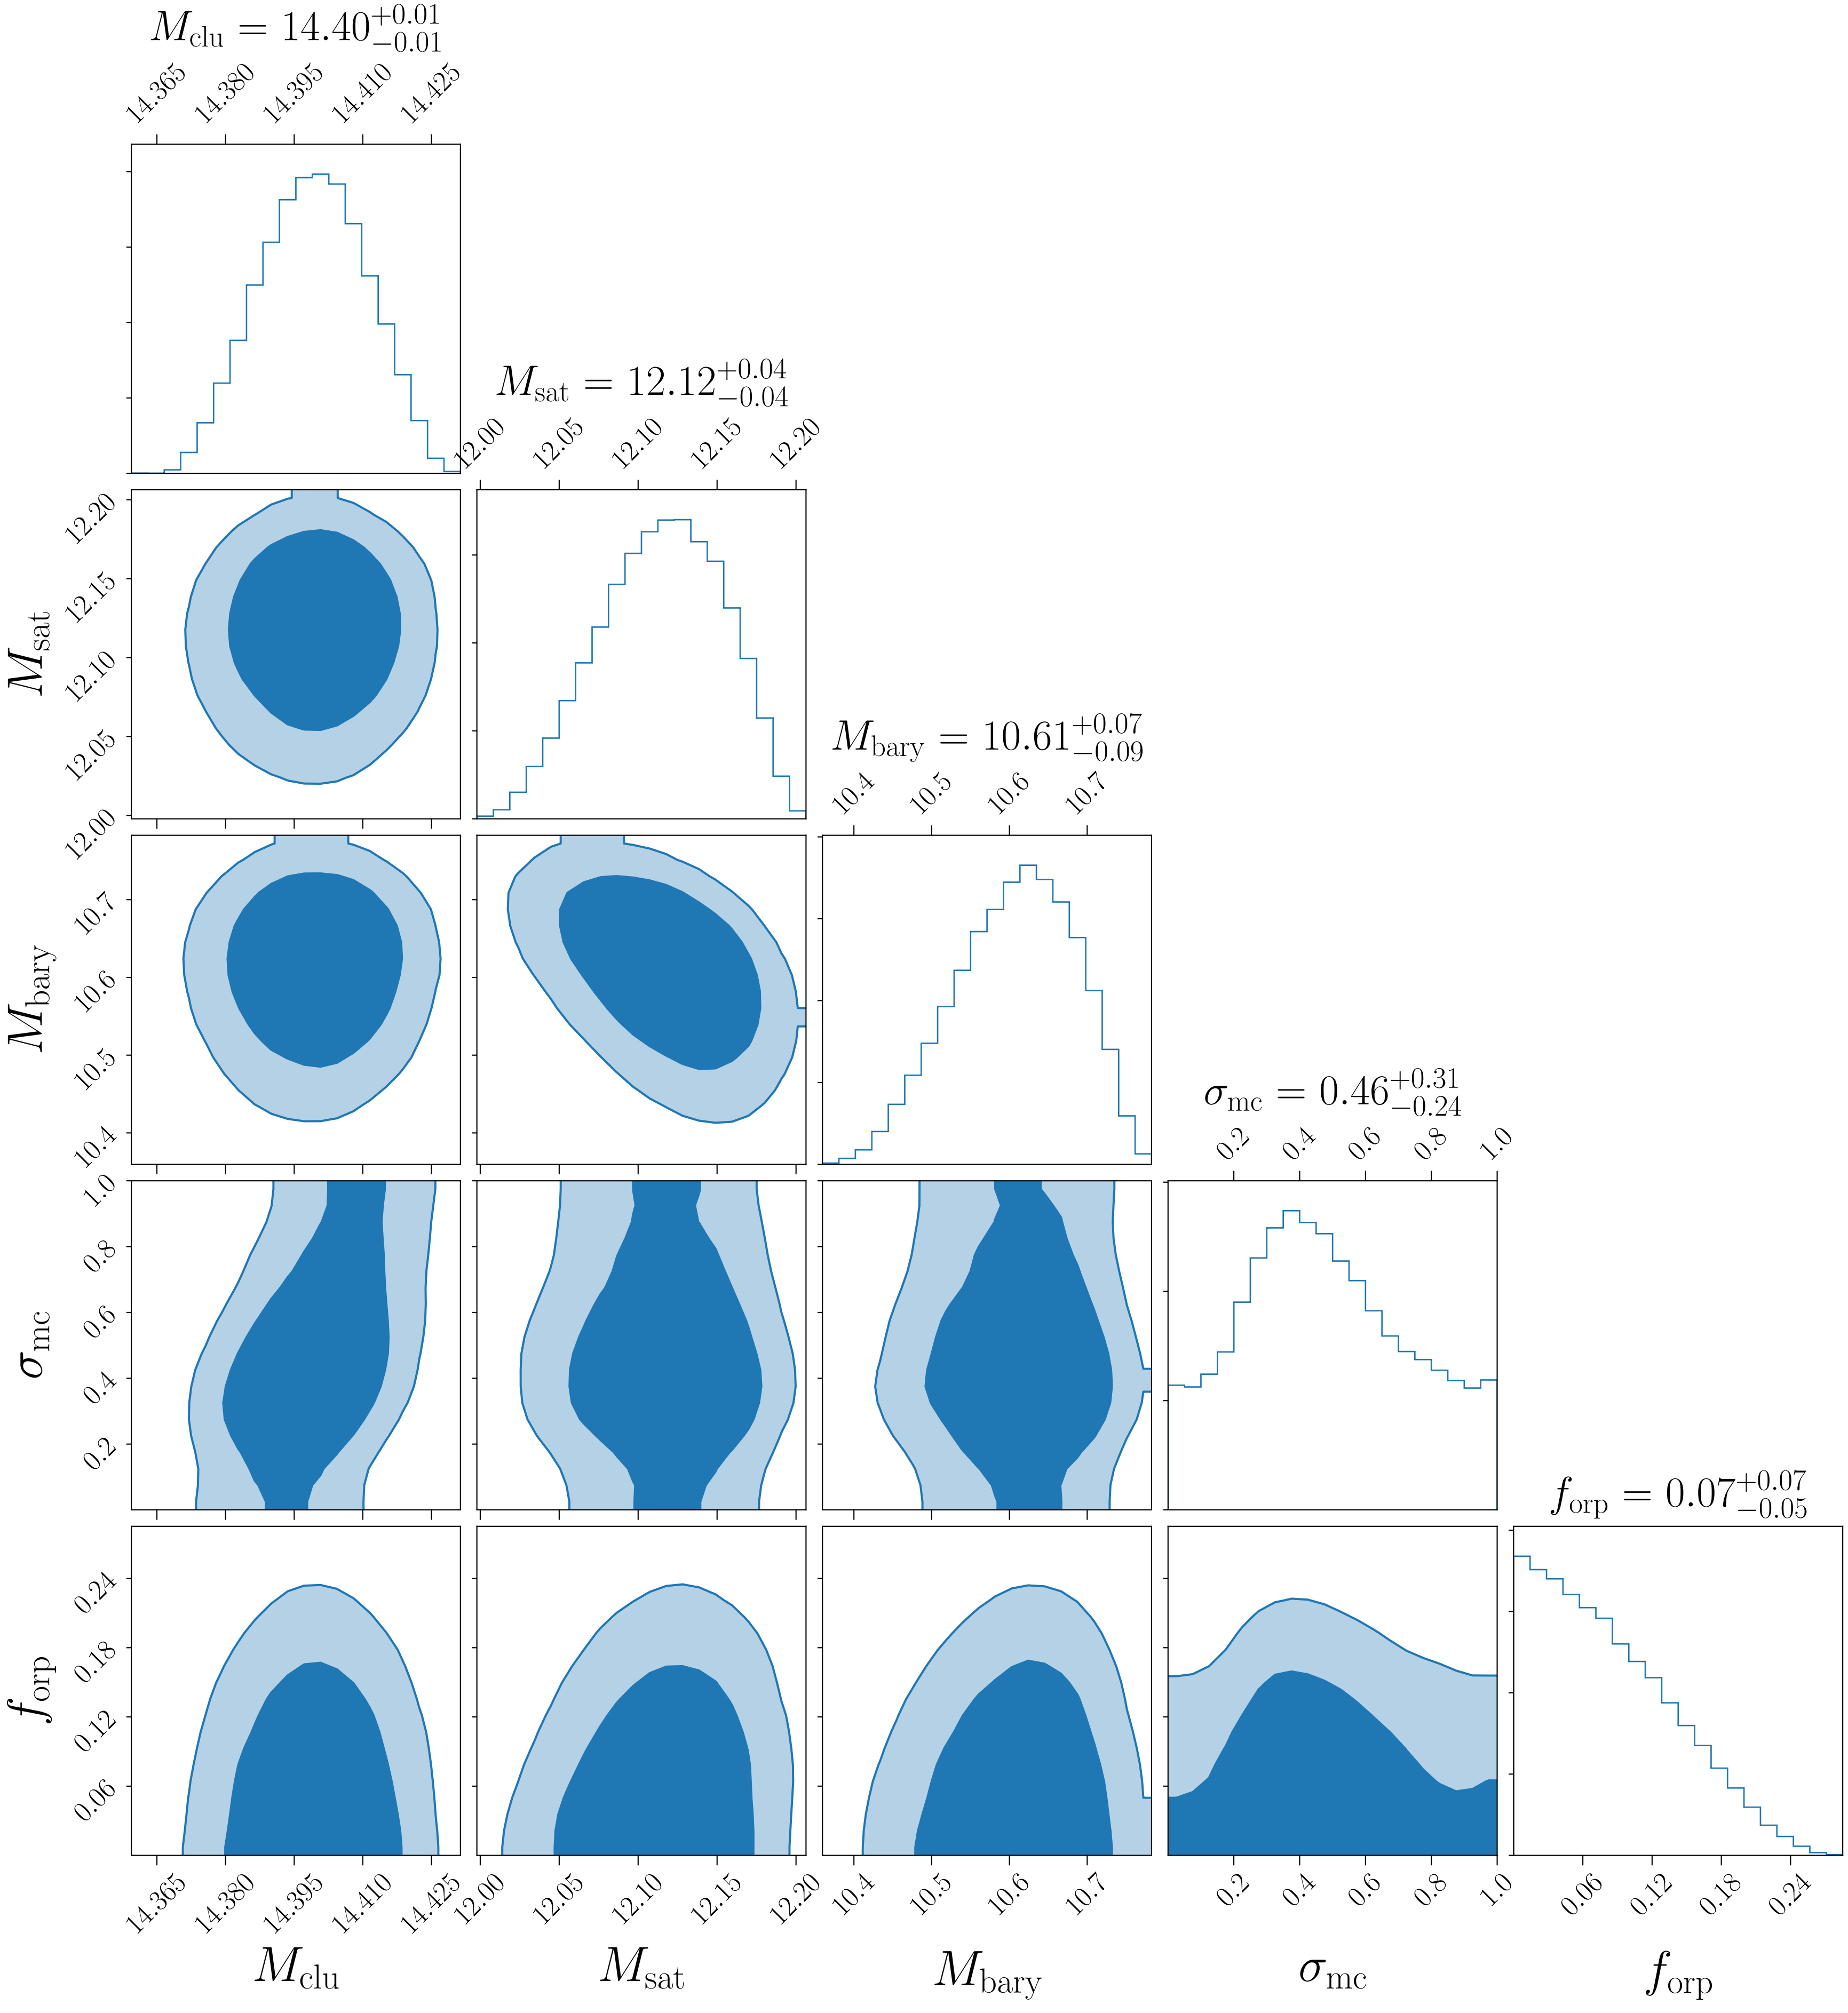 M_clu = 14.40^{+0.01}_{-0.01}
14.365 14.380 14.395 14.410 14.425
M_sat = 12.12^{+0.04}_{-0.04}
12.00 12.05 12.10 12.15 12.20
M_sat
12.20
12.15
12.10
12.05
12.00
M_bary = 10.61^{+0.07}_{-0.09}
10.4 10.5 10.6 10.7
M_bary
10.7
10.6
10.5
10.4
σ_mc = 0.46^{+0.31}_{-0.24}
0.2 0.4 0.6 0.8 1.0
σ_mc
1.0
0.8
0.6
0.4
0.2
f_orp = 0.07^{+0.07}_{-0.05}
f_orp
0.24
0.18
0.12
0.06
14.365 14.380 14.395 14.410 14.425 12.00 12.05 12.10 12.15 12.20 10.4 10.5 10.6 10.7 0.2 0.4 0.6 0.8 1.0 0.06 0.12 0.18 0.24
M_clu M_sat M_bary σ_mc f_orp